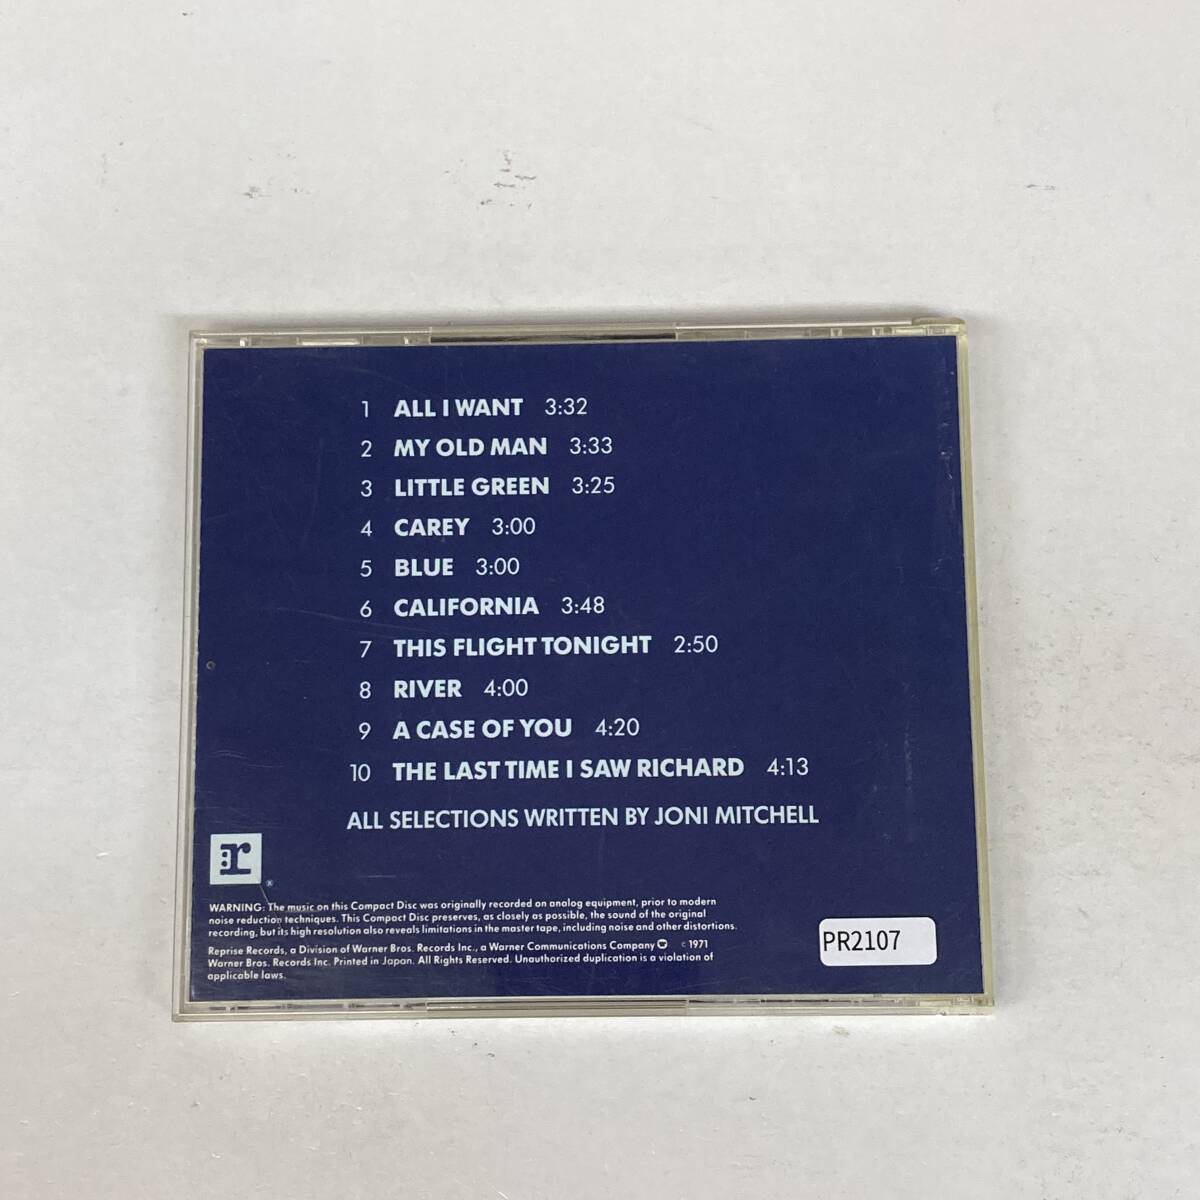 1 ALL I WANT 3:32
2 MY OLD MAN 3:33
3 LITTLE GREEN 3:25
4 CAREY 3:00
5 BLUE 3:00
6 CALIFORNIA 3:48
7 THIS FLIGHT TONIGHT 2:50
8 RIVER 4:00
9 A CASE OF YOU 4:20
10 THE LAST TIME I SAW RICHARD 4:13
ALL SELECTIONS WRITTEN BY JONI MITCHELL
:r ®
WARNING: The music on this Compact Disc was originally recorded on analog equipment, prior to modern
noise reduction techniques. This Compact Disc preserves, as closely as possible, the sound of the original
recording, but its high resolution also reveals limitations in the master tape, including noise and other distortions.
Reprise Records, a Division of Warner Bros. Records Inc., a Warner Communications Company © 1971
Warner Bros. Records Inc. Printed in Japan. All Rights Reserved. Unauthorized duplication is a violation of
applicable laws.
PR2107